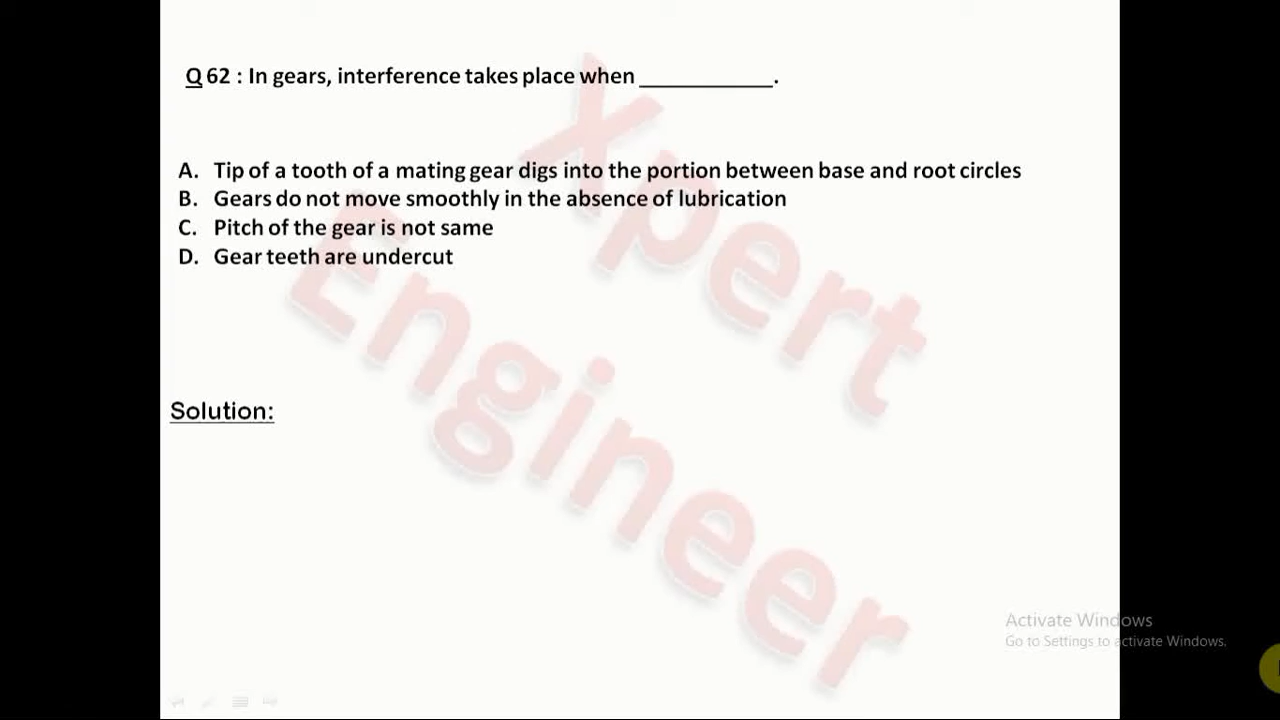 Q 62 : In gears, interference takes place when ___________.
A. Tip of a tooth of a mating gear digs into the portion between base and root circles
B. Gears do not move smoothly in the absence of lubrication
C. Pitch of the gear is not same
D. Gear teeth are undercut
Solution:
Xpert
Engineer
Activate Windows
Go to Settings to activate Windows.